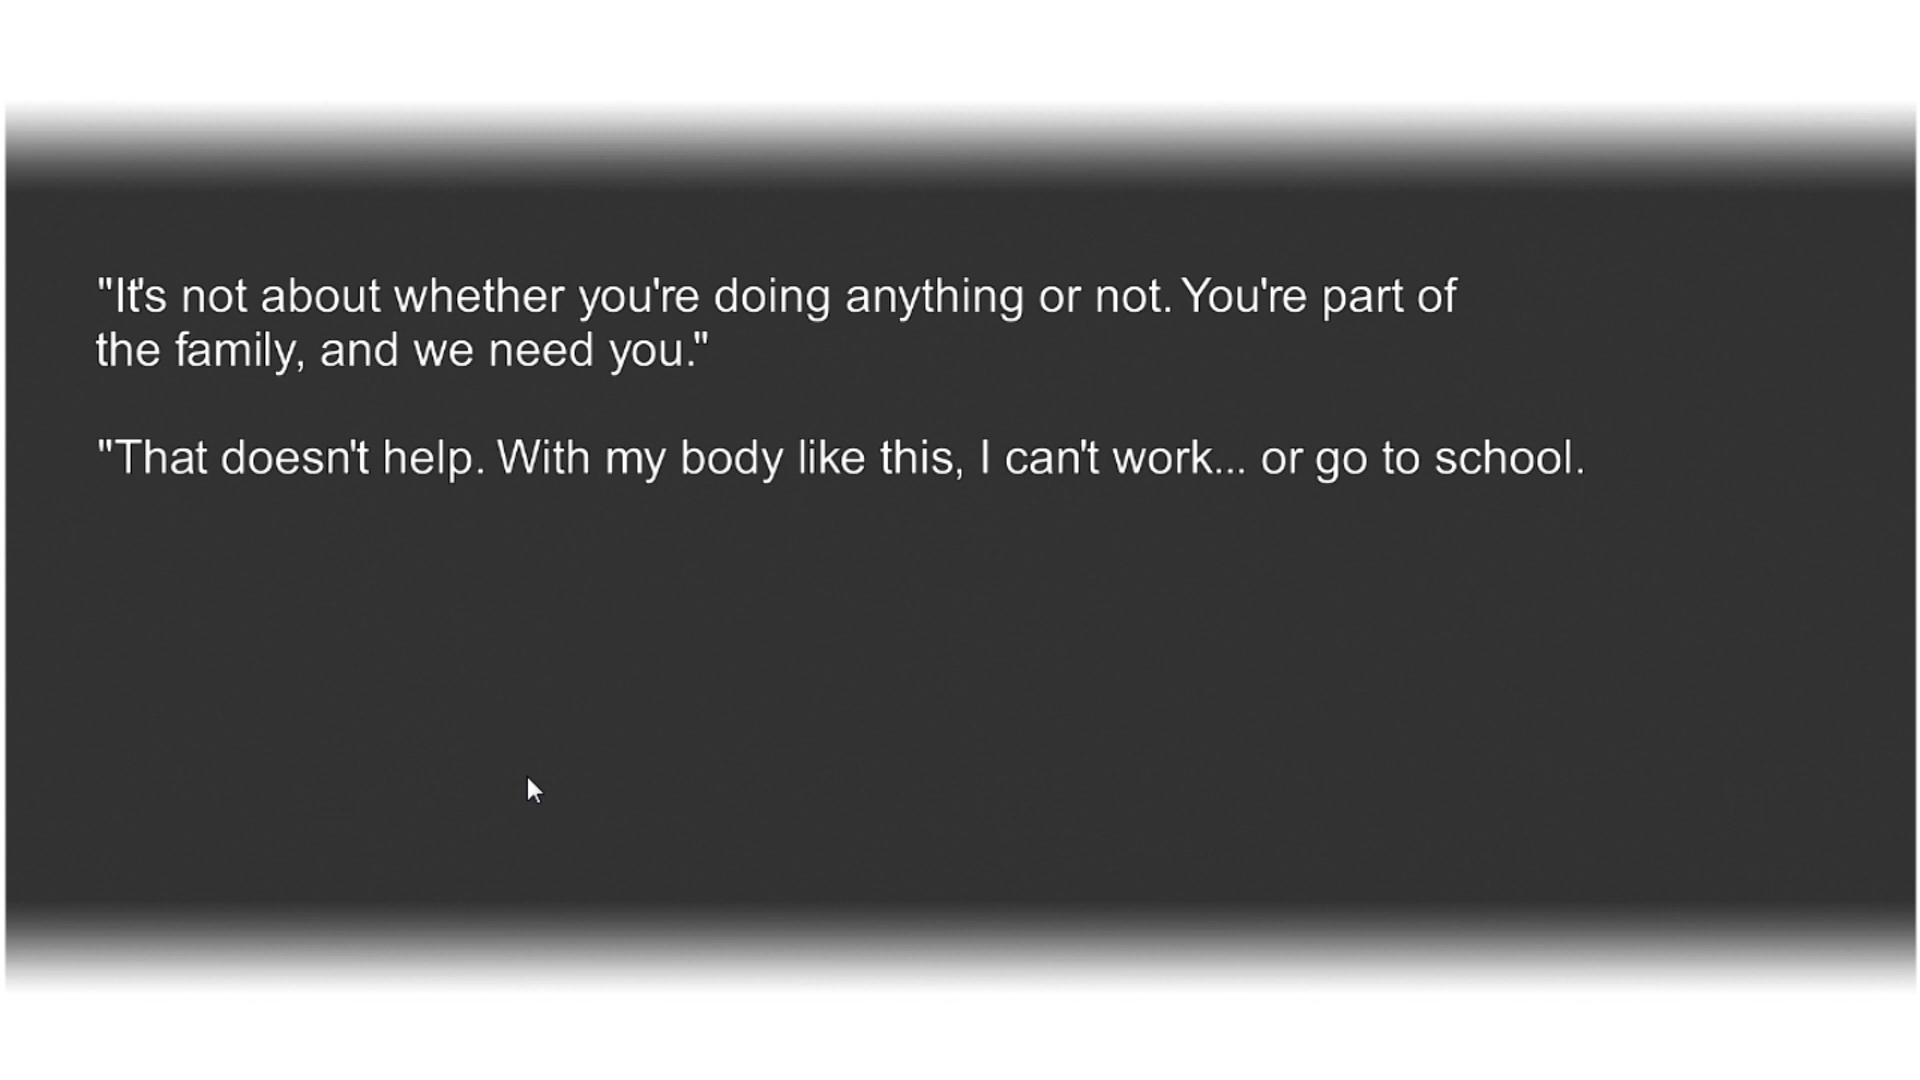 "It's not about whether you're doing anything or not. You're part of
the family, and we need you."
"That doesn't help. With my body like this, I can't work... or go to school.